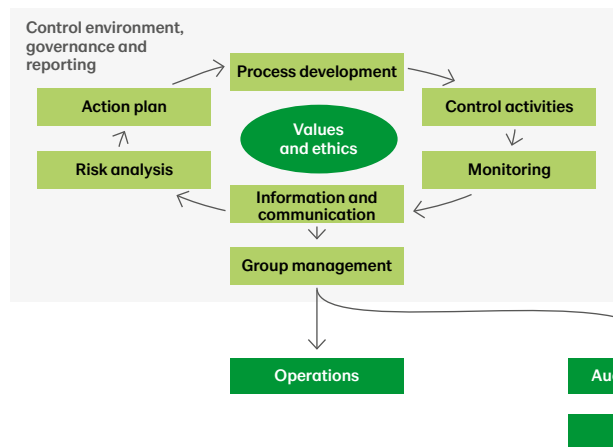 Control environment,
governance and
reporting
Process development
Action plan
Control activities
Values
and ethics
Risk analysis
Monitoring
Information and
communication
Group management
Operations